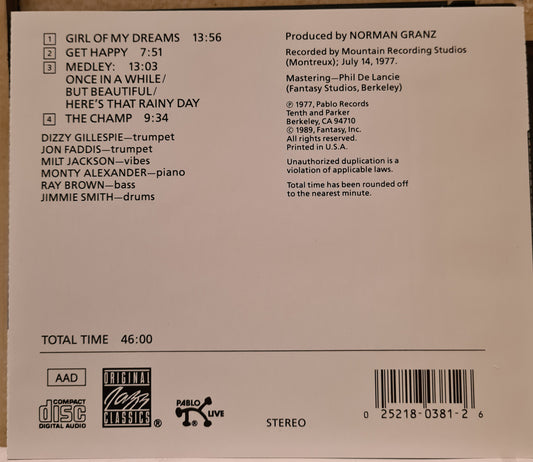 1 GIRL OF MY DREAMS 13:56
2 GET HAPPY 7:51
3 MEDLEY: 13:03
ONCE IN A WHILE/
BUT BEAUTIFUL/
HERE'S THAT RAINY DAY
4 THE CHAMP 9:34
DIZZY GILLESPIE—trumpet
JON FADDIS—trumpet
MILT JACKSON—vibes
MONTY ALEXANDER—piano
RAY BROWN—bass
JIMMIE SMITH—drums
Produced by NORMAN GRANZ
Recorded by Mountain Recording Studios
(Montreux); July 14, 1977.
Mastering—Phil De Lancie
(Fantasy Studios, Berkeley)
℗ 1977, Pablo Records
Tenth and Parker
Berkeley, CA 94710
© 1989, Fantasy, Inc.
All rights reserved.
Printed in U.S.A.
Unauthorized duplication is a
violation of applicable laws.
Total time has been rounded off
to the nearest minute.
TOTAL TIME 46:00
AAD
COMPACT
disc
DIGITAL AUDIO
ORIGINAL
Jazz
CLASSICS
®
PABLO
LIVE
®
STEREO
0 25218-0381-2 6